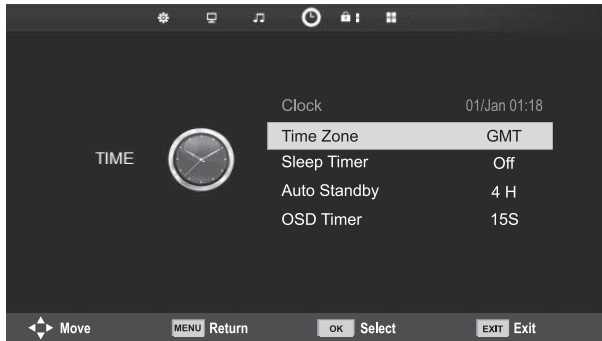 Clock 01/Jan 01:18
Time Zone GMT
TIME
Sleep Timer Off
Auto Standby 4 H
OSD Timer 15S
Move MENU Return OK Select EXIT Exit